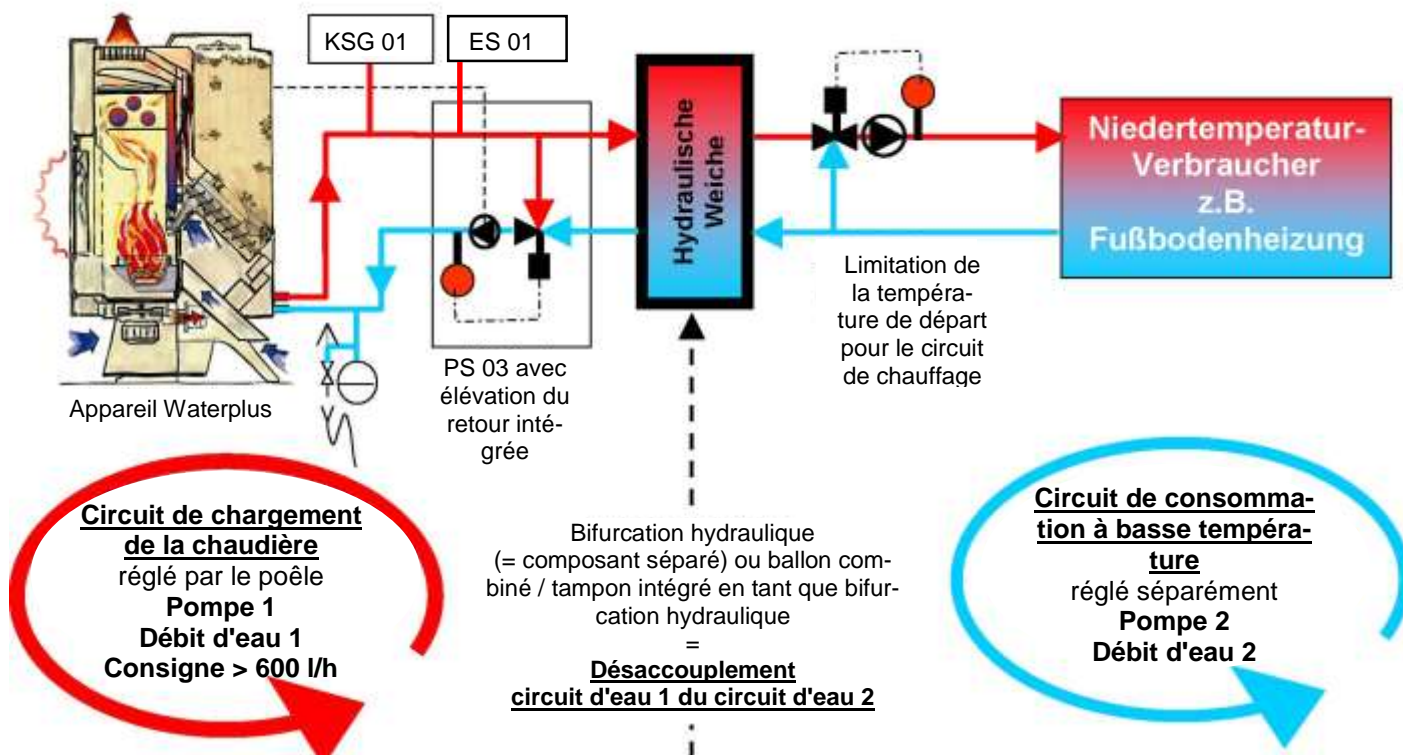 KSG 01
ES 01
Hydraulische
Weiche
Niedertemperatur-
Verbraucher
z.B.
Fußbodenheizung
Appareil Waterplus
PS 03 avec
élévation du
retour inté-
grée
Limitation de
la tempéra-
ture de départ
pour le circuit
de chauffage
Circuit de chargement
de la chaudière
réglé par le poêle
Pompe 1
Débit d'eau 1
Consigne > 600 l/h
Bifurcation hydraulique
(= composant séparé) ou ballon com-
biné / tampon intégré en tant que bifur-
cation hydraulique
=
Désaccouplement
circuit d'eau 1 du circuit d'eau 2
Circuit de consomma-
tion à basse tempéra-
ture
réglé séparément
Pompe 2
Débit d'eau 2